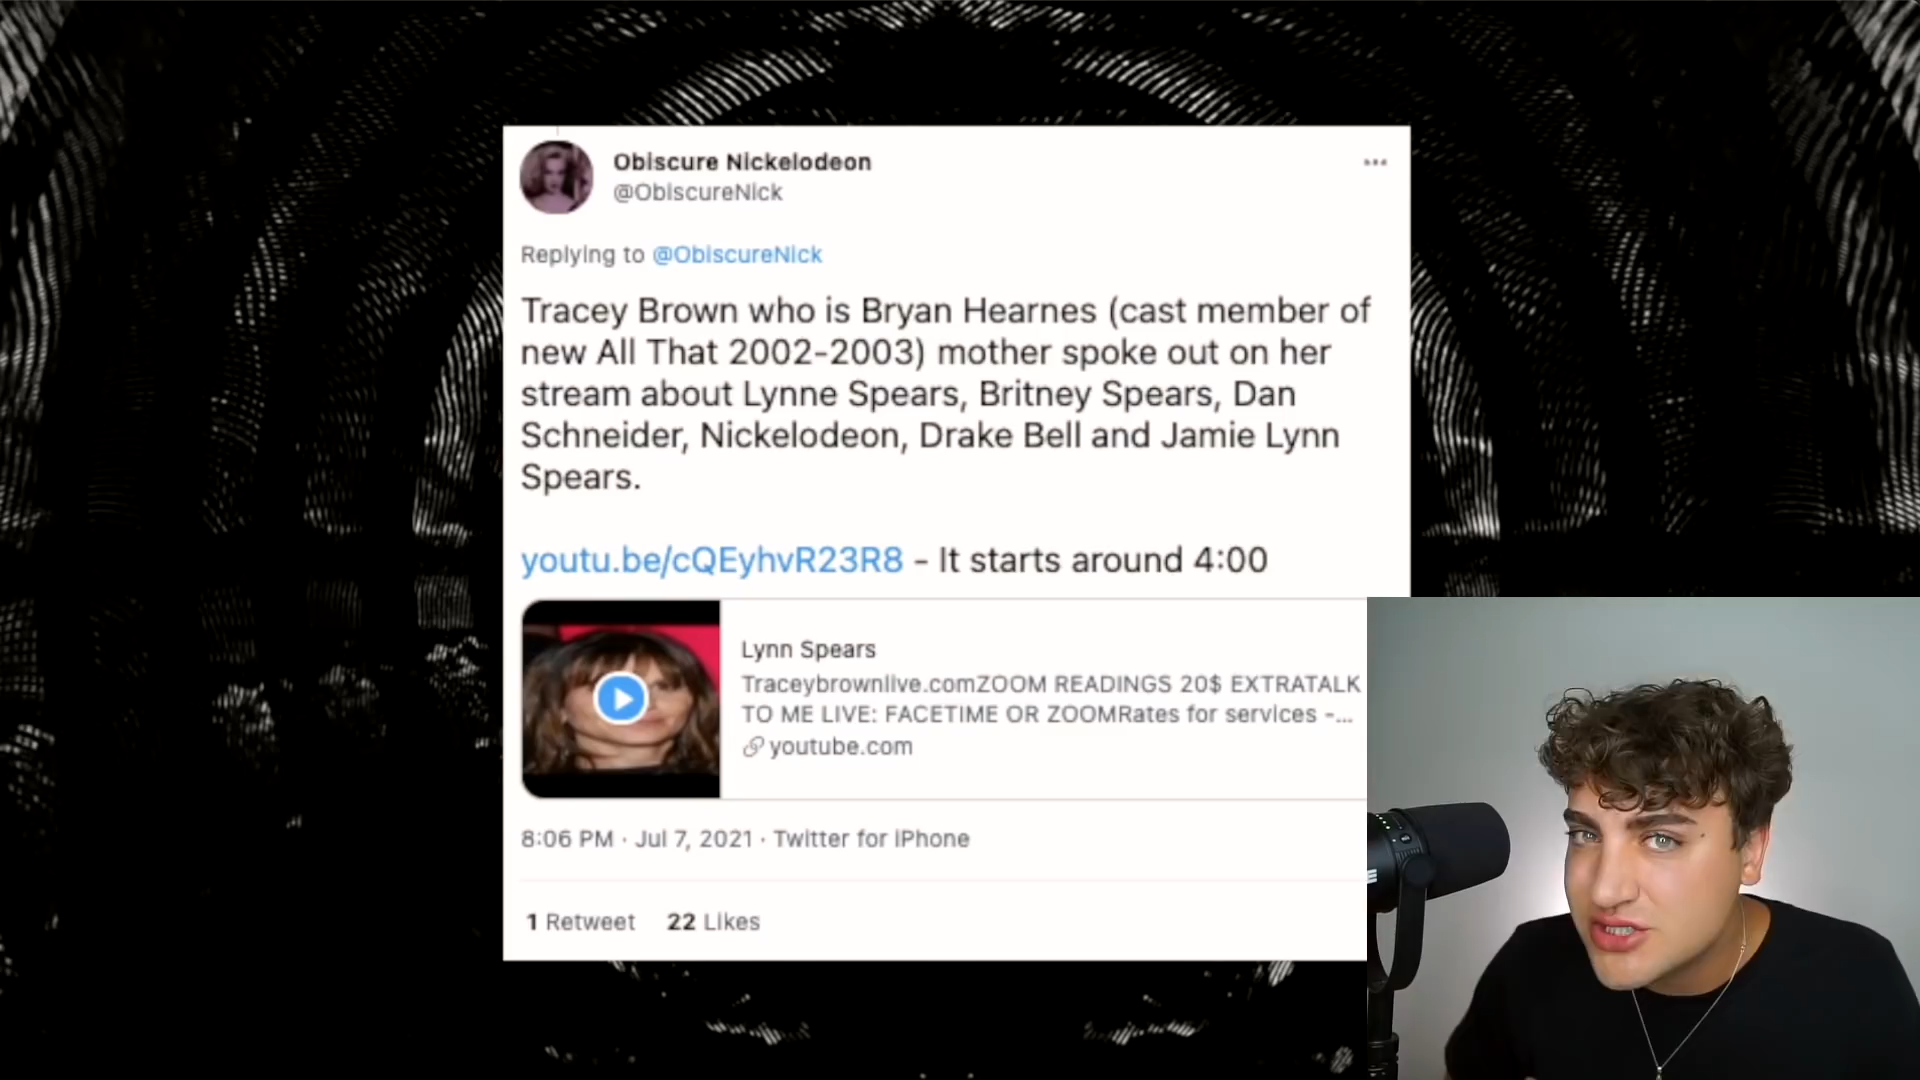 Obiscure Nickelodeon
@ObiscureNick
Replying to @ObiscureNick
Tracey Brown who is Bryan Hearnes (cast member of
new All That 2002-2003) mother spoke out on her
stream about Lynne Spears, Britney Spears, Dan
Schneider, Nickelodeon, Drake Bell and Jamie Lynn
Spears.
youtu.be/cQEyhvR23R8 - It starts around 4:00
Lynn Spears
Traceybrownlive.comZOOM READINGS 20$ EXTRATALK
TO ME LIVE: FACETIME OR ZOOMRates for services -...
youtube.com
8:06 PM · Jul 7, 2021 · Twitter for iPhone
1 Retweet 22 Likes